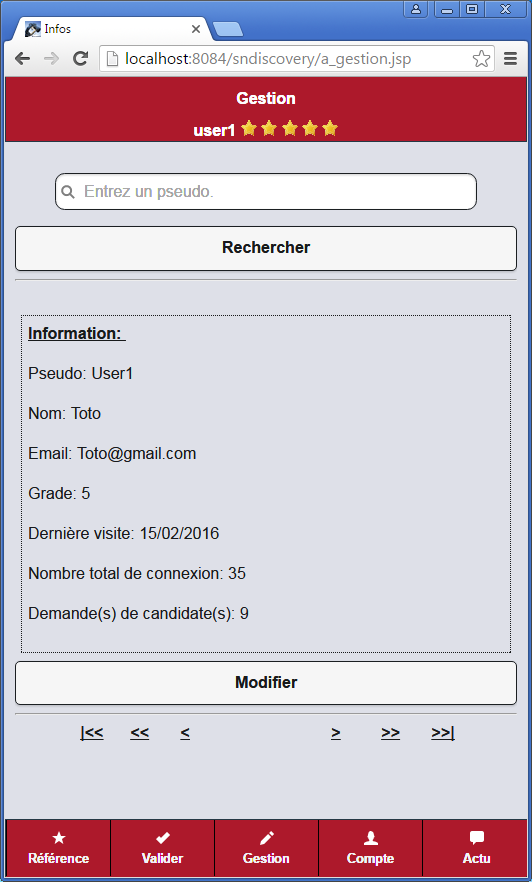 Infos
localhost:8084/sndiscovery/a_gestion.jsp
Gestion
user1
Entrez un pseudo.
Rechercher
Information:
Pseudo: User1
Nom: Toto
Email: Toto@gmail.com
Grade: 5
Dernière visite: 15/02/2016
Nombre total de connexion: 35
Demande(s) de candidate(s): 9
Modifier
|<< << < > >> >>|
Référence Valider Gestion Compte Actu